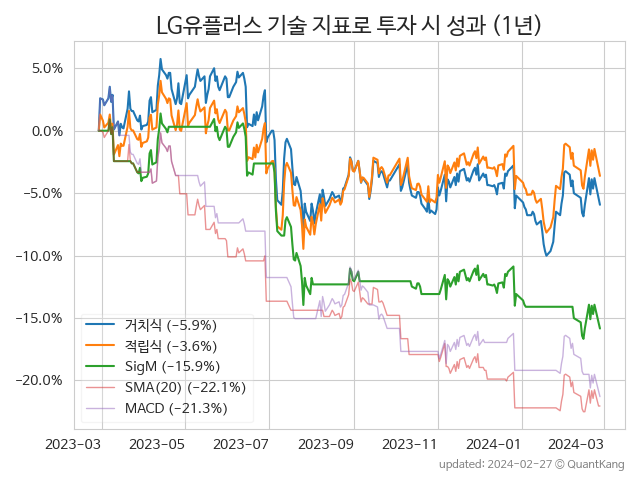 LG유플러스 기술 지표로 투자 시 성과 (1년)
5.0%
0.0%
−5.0%
−10.0%
−15.0%
−20.0%
거치식 (−5.9%)
적립식 (−3.6%)
SigM (−15.9%)
SMA(20) (−22.1%)
MACD (−21.3%)
2023−03 2023−05 2023−07 2023−09 2023−11 2024−01 2024−03
updated: 2024−02−27 © QuantKang